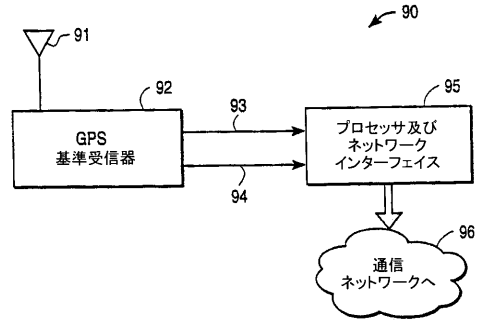 90
91
92
GPS
基準受信器
93
94
95
プロセッサ及び
ネットワーク
インターフェイス
96
通信
ネットワークへ